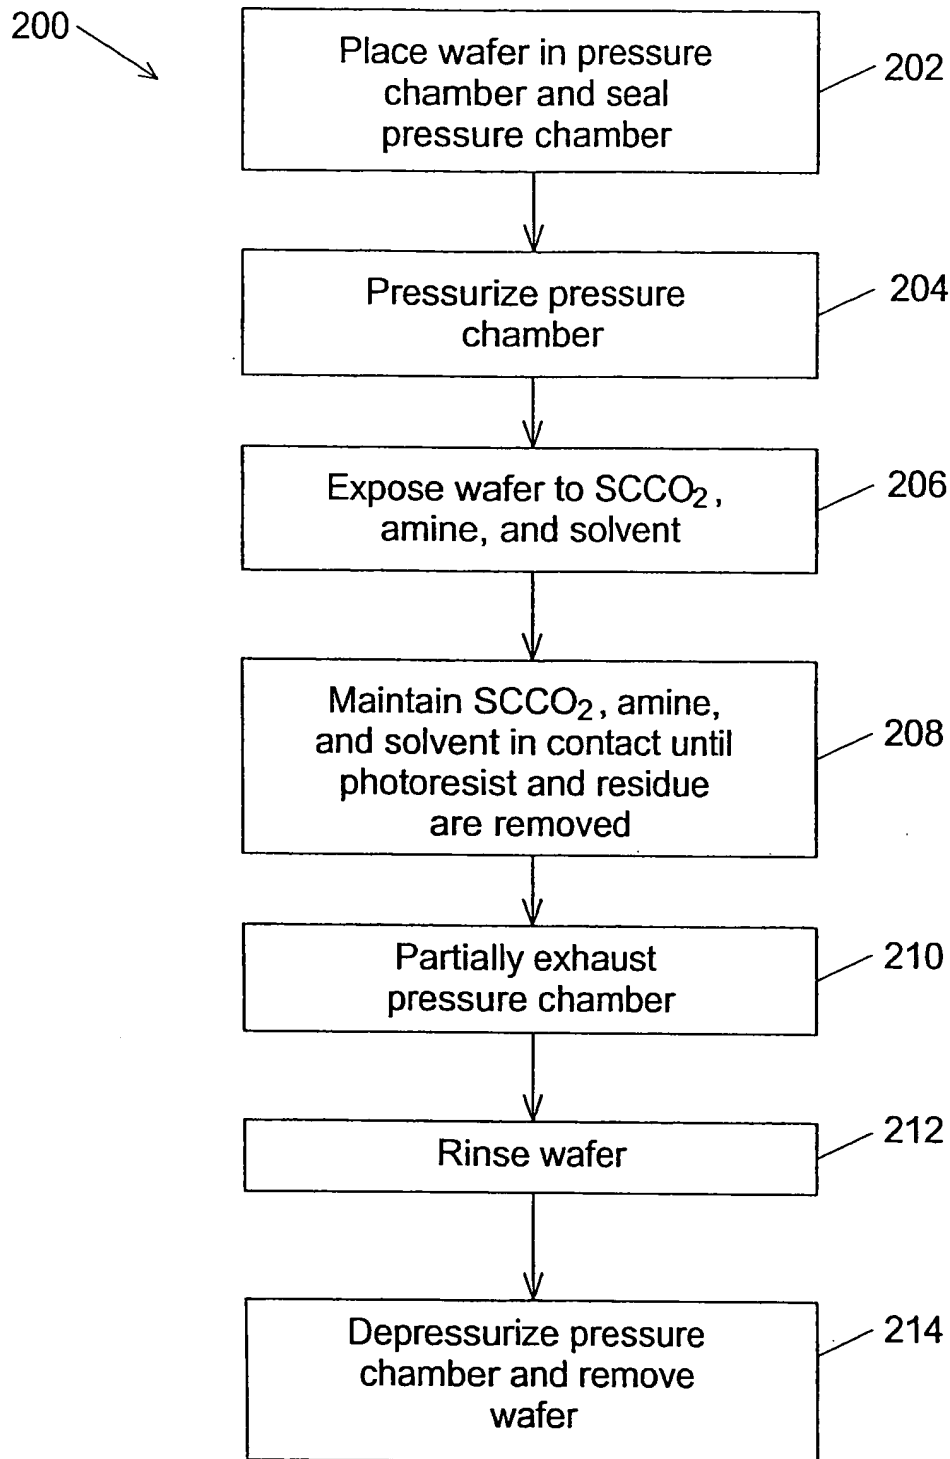 200
Place wafer in pressure
chamber and seal
pressure chamber
202
Pressurize pressure
chamber
204
Expose wafer to SCCO₂,
amine, and solvent
206
Maintain SCCO₂, amine,
and solvent in contact until
photoresist and residue
are removed
208
Partially exhaust
pressure chamber
210
Rinse wafer
212
Depressurize pressure
chamber and remove
wafer
214